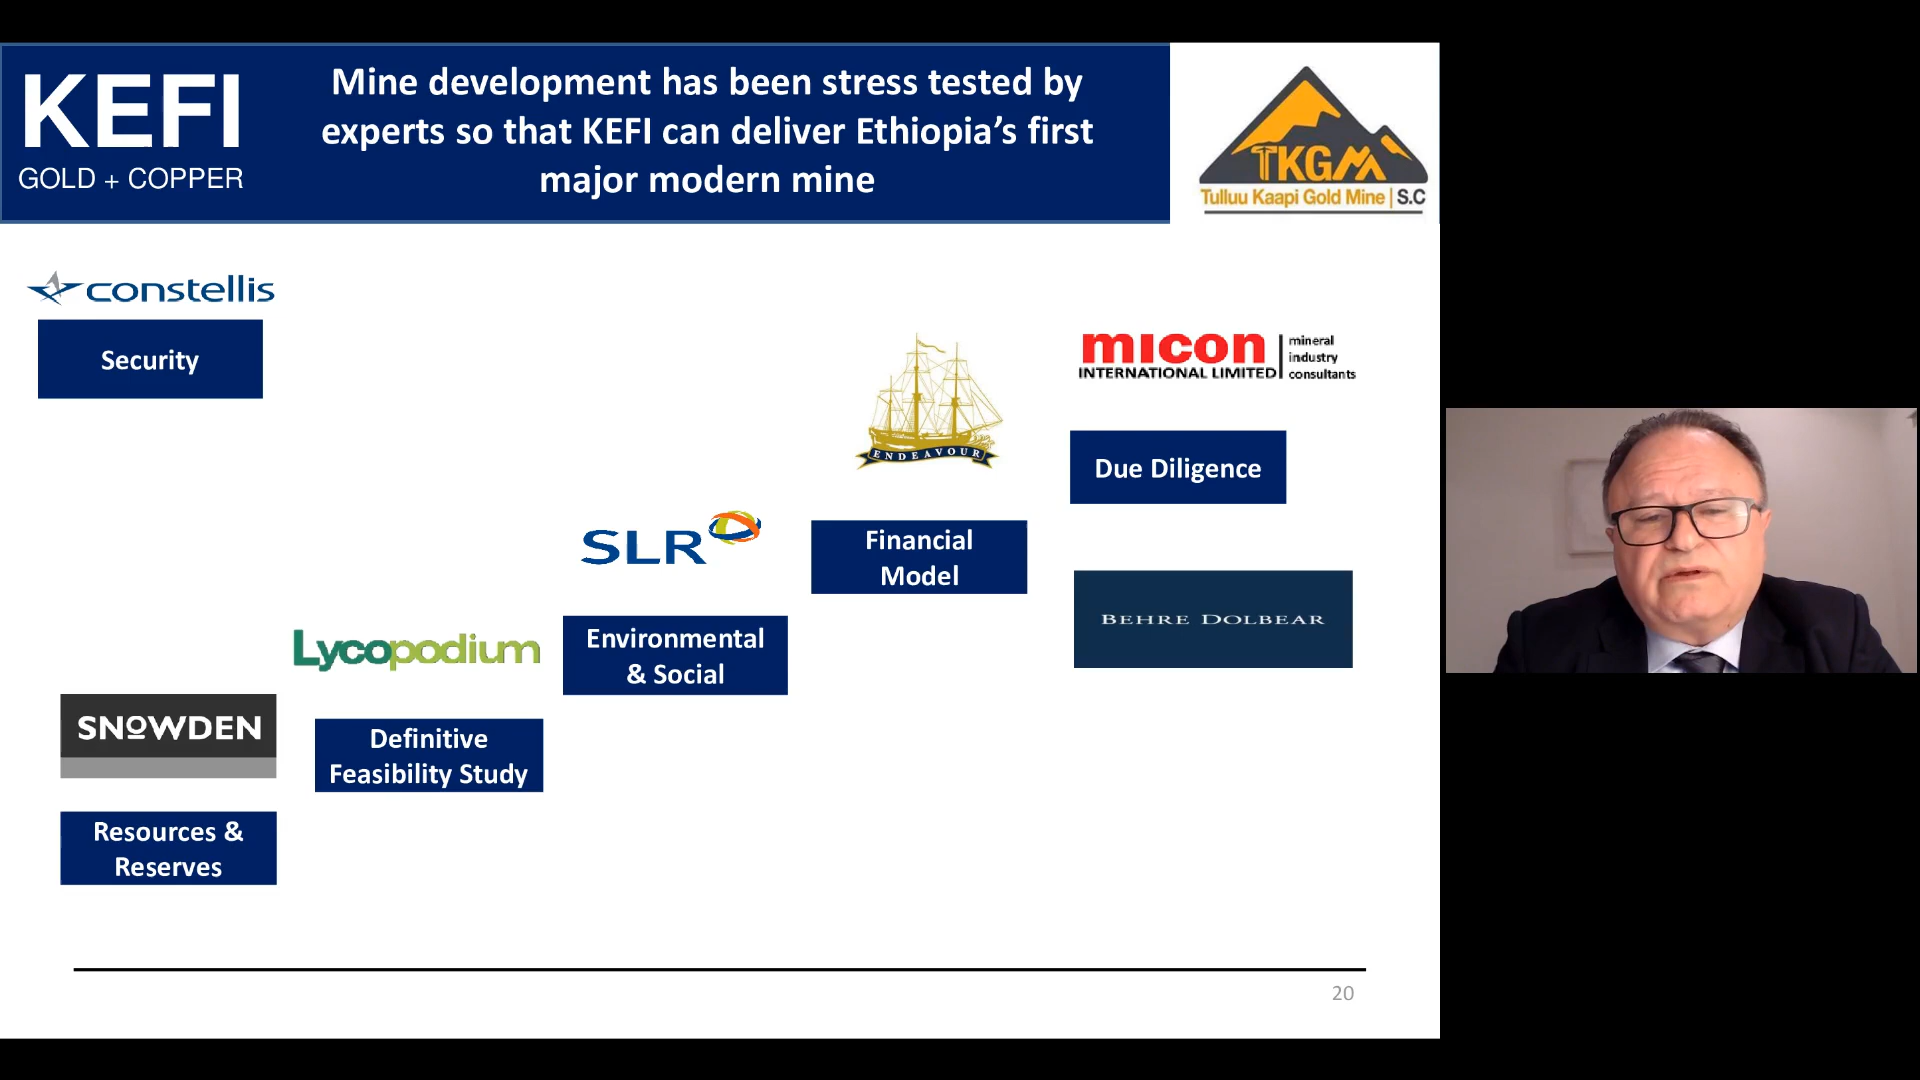 KEFI
GOLD + COPPER
Mine development has been stress tested by
experts so that KEFI can deliver Ethiopia’s first
major modern mine
TKGM
Tulluu Kaapi Gold Mine | S.C
constellis
Security
ENDEAVOUR
micon
INTERNATIONAL LIMITED
mineral
industry
consultants
Due Diligence
SLR
Financial
Model
BEHRE DOLBEAR
Lycopodium
Environmental
& Social
SNOWDEN
Definitive
Feasibility Study
Resources &
Reserves
20